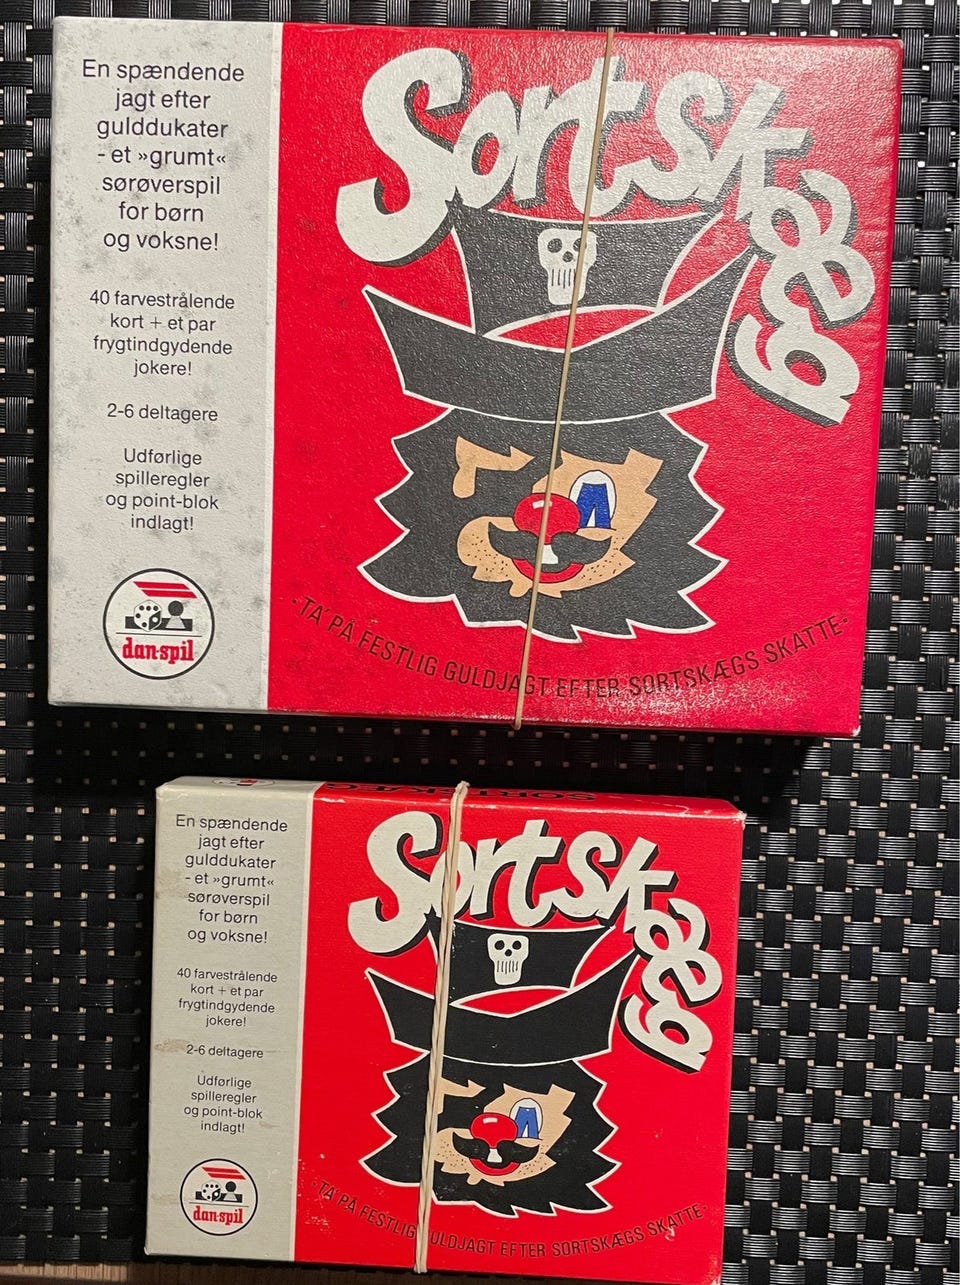 En spændende
jagt efter
gulddukater
- et »grumt«
sørøverspil
for børn
og voksne!
40 farvestrålende
kort + et par
frygtindgydende
jokere!
2-6 deltagere
Udførlige
spilleregler
og point-blok
indlagt!
dan-spil
Sortskæg
·TA' PÅ FESTLIG GULDJAGT EFTER SORTSKÆGS SKATTE·
SORTSKÆG
En spændende
jagt efter
gulddukater
- et »grumt«
sørøverspil
for børn
og voksne!
40 farvestrålende
kort + et par
frygtindgydende
jokere!
2-6 deltagere
Udførlige
spilleregler
og point-blok
indlagt!
dan-spil
Sortskæg
·TA' PÅ FESTLIG GULDJAGT EFTER SORTSKÆGS SKATTE·